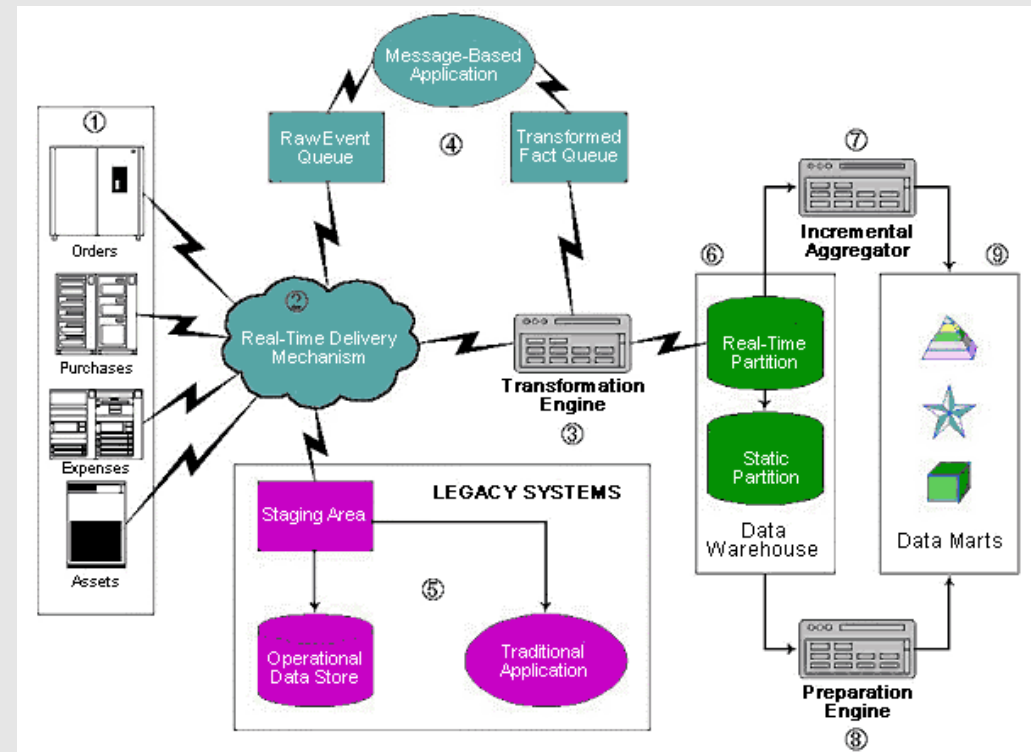 Message-Based
Application
①
Raw Event
Queue
④
Transformed
Fact Queue
⑦
Orders
Incremental
Aggregator
②
Real-Time Delivery
Mechanism
⑥
⑨
Purchases
Transformation
Engine
③
Real-Time
Partition
Expenses
Static
Partition
LEGACY SYSTEMS
Staging Area
Data
Warehouse
Data Marts
Assets
⑤
Operational
Data Store
Traditional
Application
Preparation
Engine
⑧